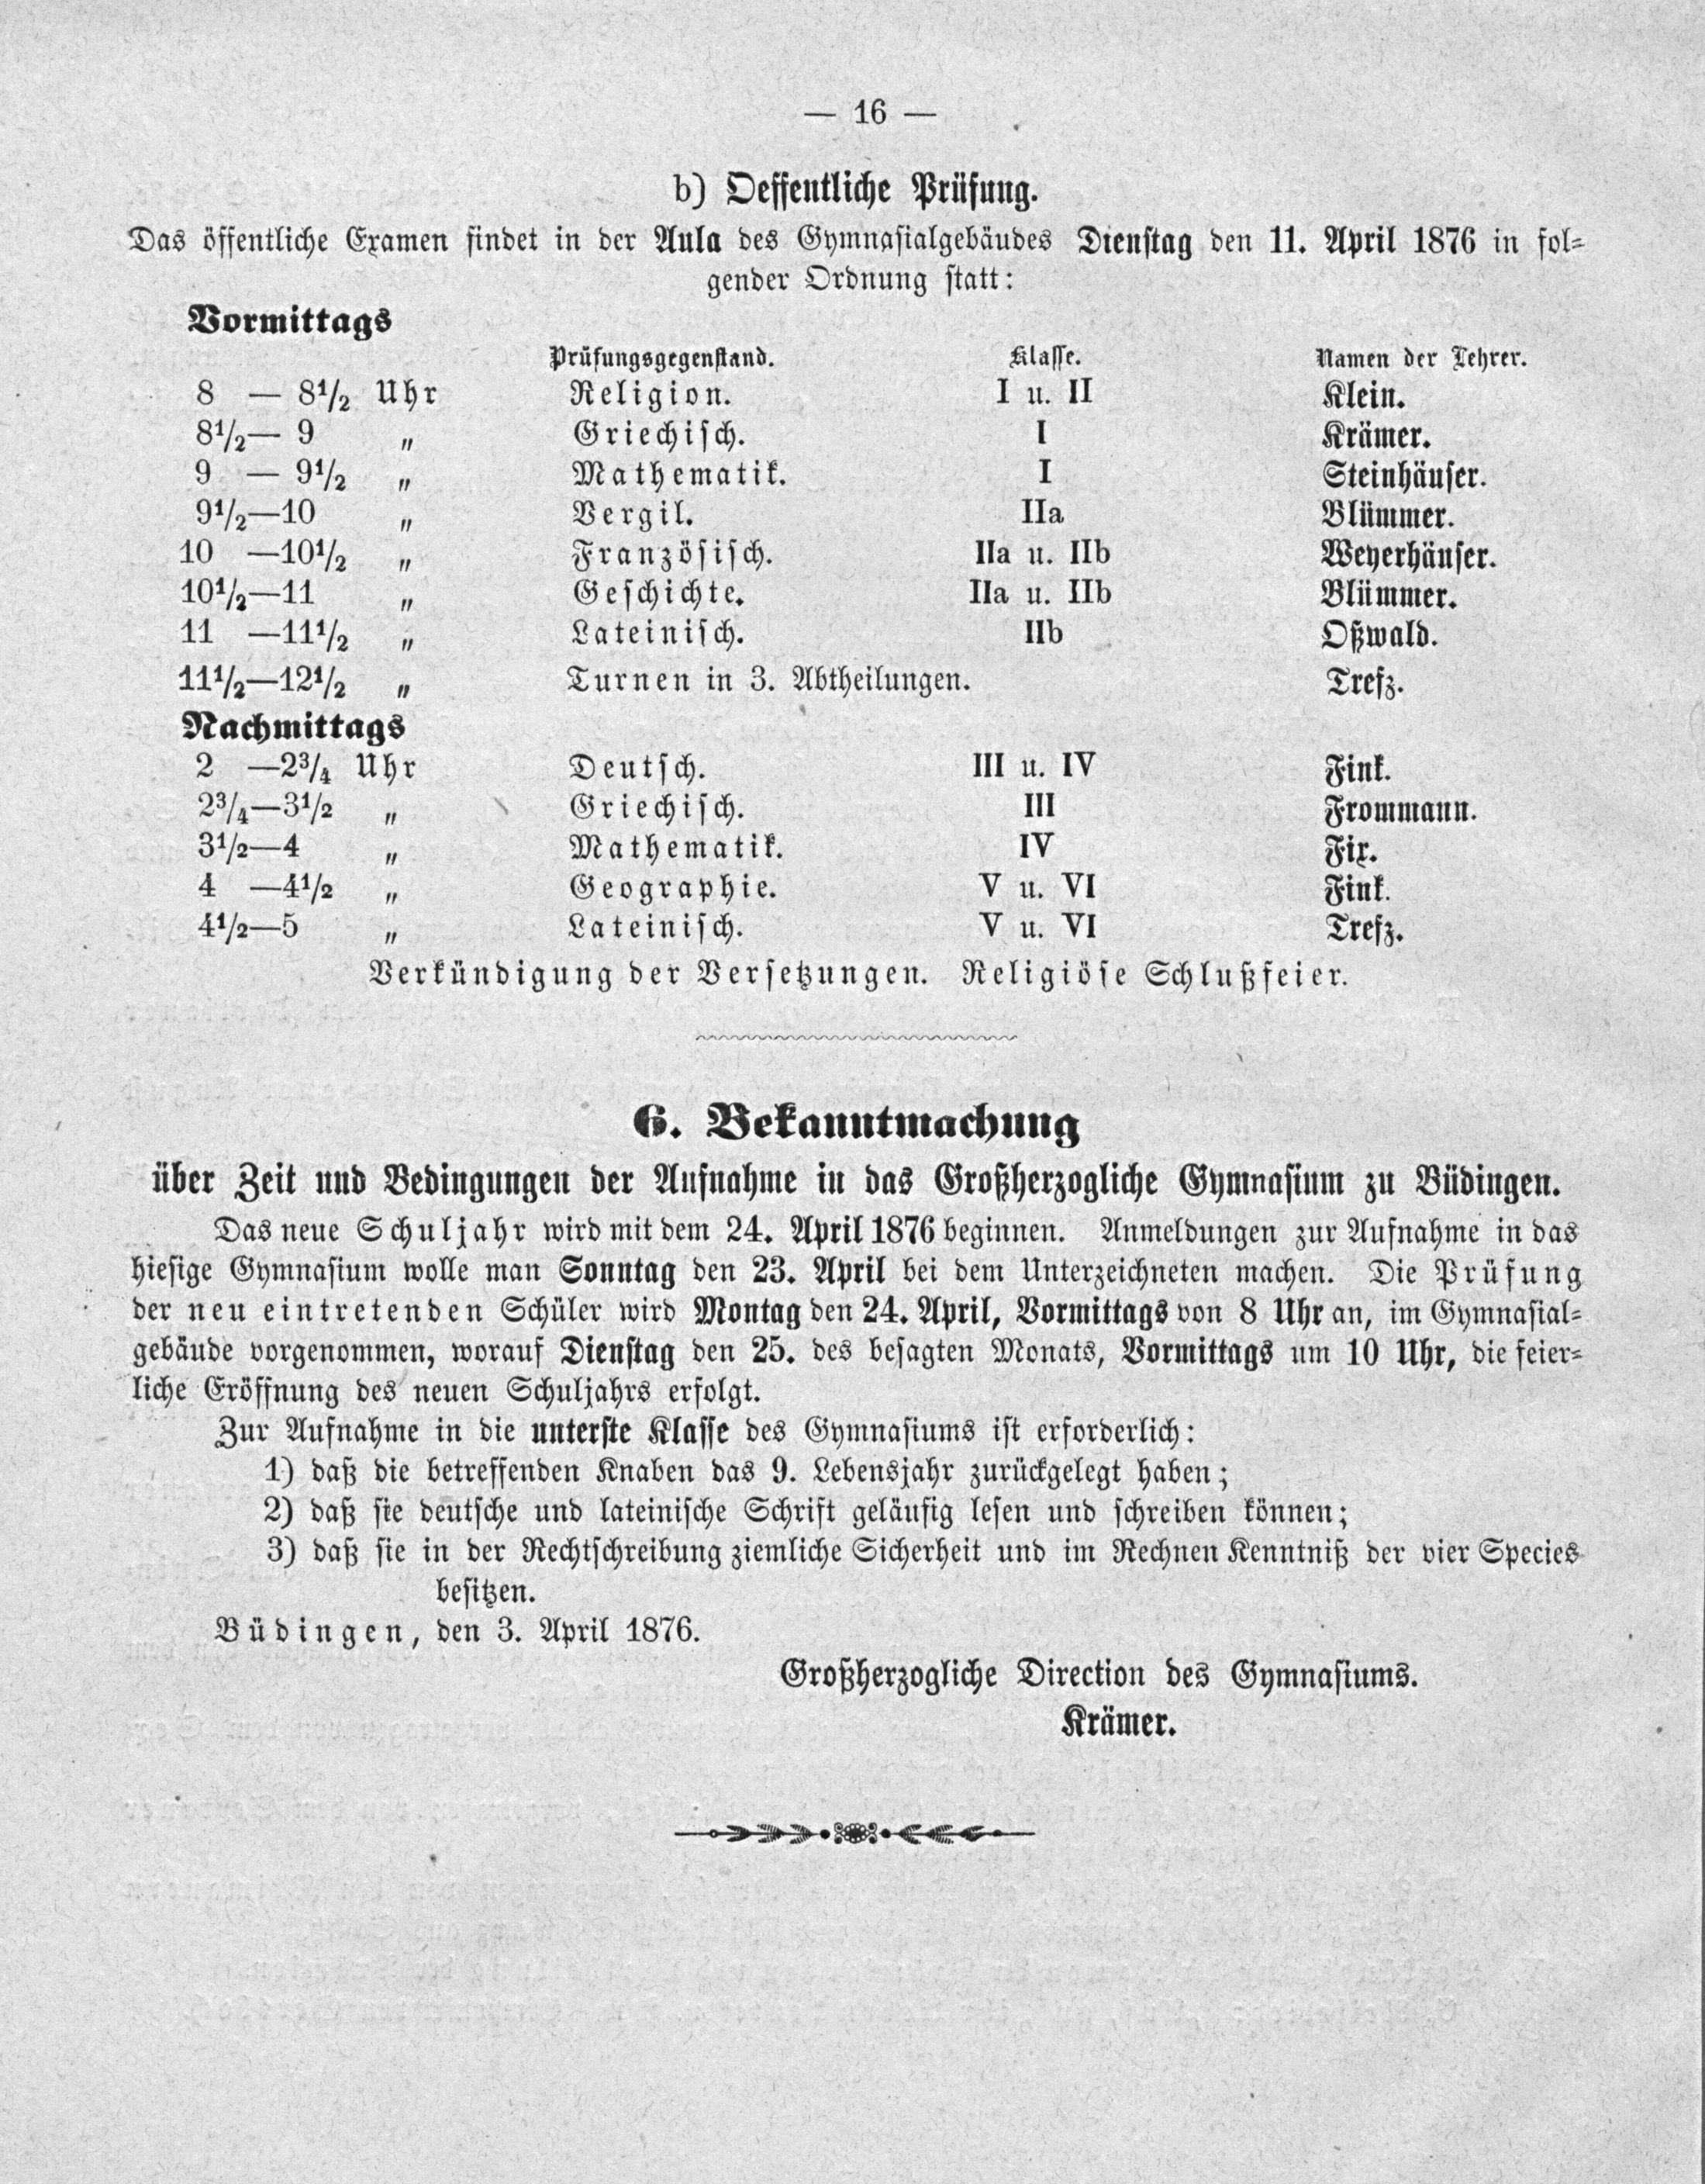 — 16 —
b) Oeffentliche Prüfung.
Das öffentliche Examen findet in der Aula des Gymnasialgebäudes Dienstag den 11. April 1876 in fol-
gender Ordnung statt:
Vormittags
Prüfungsgegenstand. Klasse. Namen der Lehrer.
8 — 8½ Uhr Religion. I u. II Klein.
8½— 9 „ Griechisch. I Krämer.
9 — 9½ „ Mathematik. I Steinhäuser.
9½—10 „ Vergil. IIa Blümmer.
10 —10½ „ Französisch. IIa u. IIb Weyerhäuser.
10½—11 „ Geschichte. IIa u. IIb Blümmer.
11 —11½ „ Lateinisch. IIb Oßwald.
11½—12½ „ Turnen in 3. Abtheilungen. Trefz.
Nachmittags
2 —2¾ Uhr Deutsch. III u. IV Fink.
2¾—3½ „ Griechisch. III Frommann.
3½—4 „ Mathematik. IV Fix.
4 —4½ „ Geographie. V u. VI Fink.
4½—5 „ Lateinisch. V u. VI Trefz.
Verkündigung der Versetzungen. Religiöse Schlußfeier.
6. Bekanntmachung
über Zeit und Bedingungen der Aufnahme in das Großherzogliche Gymnasium zu Büdingen.
Das neue Schuljahr wird mit dem 24. April 1876 beginnen. Anmeldungen zur Aufnahme in das
hiesige Gymnasium wolle man Sonntag den 23. April bei dem Unterzeichneten machen. Die Prüfung
der neu eintretenden Schüler wird Montag den 24. April, Vormittags von 8 Uhr an, im Gymnasial-
gebäude vorgenommen, worauf Dienstag den 25. des besagten Monats, Vormittags um 10 Uhr, die feier-
liche Eröffnung des neuen Schuljahrs erfolgt.
Zur Aufnahme in die unterste Klasse des Gymnasiums ist erforderlich:
1) daß die betreffenden Knaben das 9. Lebensjahr zurückgelegt haben;
2) daß sie deutsche und lateinische Schrift geläufig lesen und schreiben können;
3) daß sie in der Rechtschreibung ziemliche Sicherheit und im Rechnen Kenntniß der vier Species
besitzen.
Büdingen, den 3. April 1876.
Großherzogliche Direction des Gymnasiums.
Krämer.